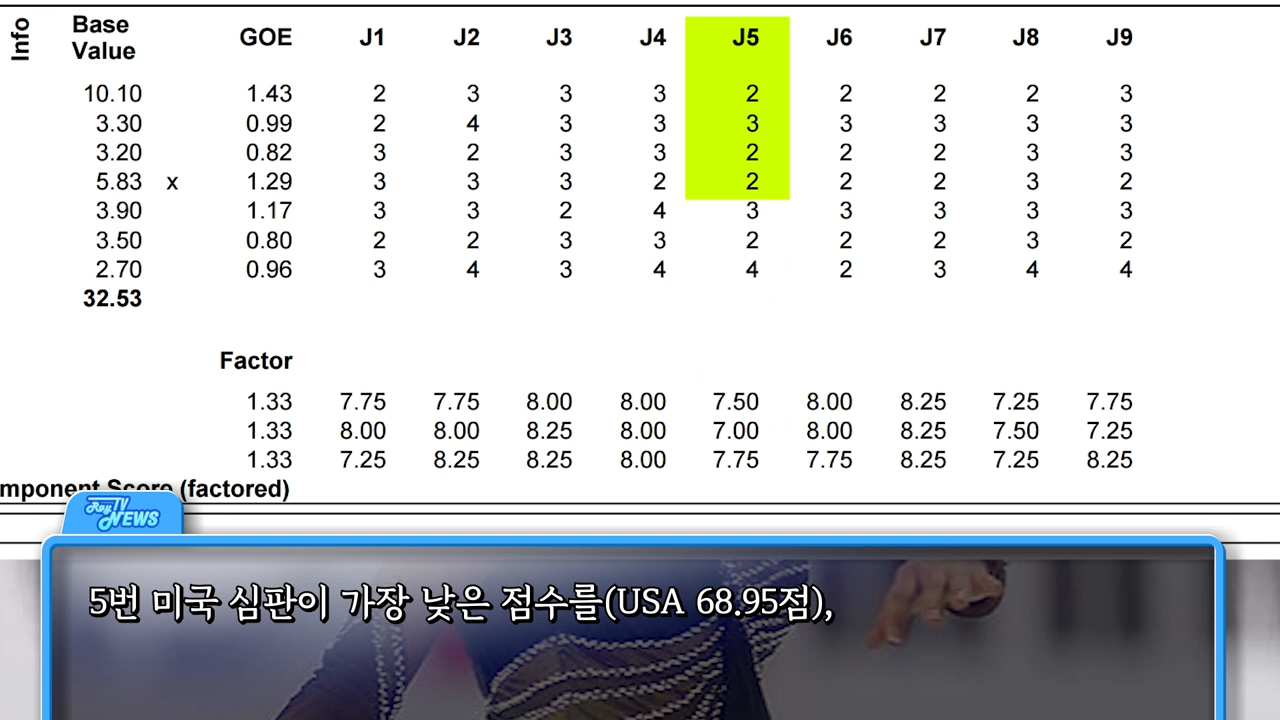 Info Base Value GOE J1 J2 J3 J4 J5 J6 J7 J8 J9
10.10 1.43 2 3 3 3 2 2 2 2 3
3.30 0.99 2 4 3 3 3 3 3 3 3
3.20 0.82 3 2 3 3 2 2 2 3 3
5.83 x 1.29 3 3 3 2 2 2 2 3 2
3.90 1.17 3 3 2 4 3 3 3 3 3
3.50 0.80 2 2 3 3 2 2 2 3 2
2.70 0.96 3 4 3 4 4 2 3 4 4
32.53
Factor
1.33 7.75 7.75 8.00 8.00 7.50 8.00 8.25 7.25 7.75
1.33 8.00 8.00 8.25 8.00 7.00 8.00 8.25 7.50 7.25
1.33 7.25 8.25 8.25 8.00 7.75 7.75 8.25 7.25 8.25
mponent Score (factored)
RoyTV NEWS
5번 미국 심판이 가장 낮은 점수를(USA 68.95점),